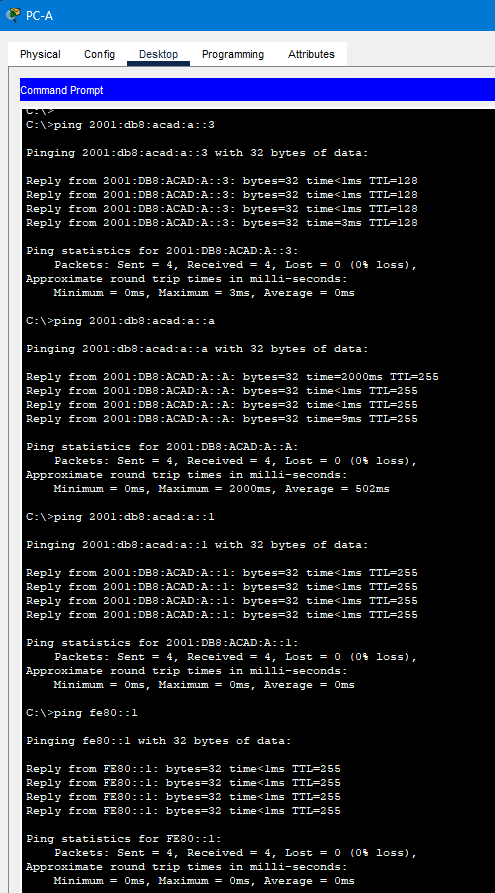 PC-A
Physical Config Desktop Programming Attributes
Command Prompt
C:\>
C:\>ping 2001:db8:acad:a::3
Pinging 2001:db8:acad:a::3 with 32 bytes of data:
Reply from 2001:DB8:ACAD:A::3: bytes=32 time<1ms TTL=128
Reply from 2001:DB8:ACAD:A::3: bytes=32 time<1ms TTL=128
Reply from 2001:DB8:ACAD:A::3: bytes=32 time<1ms TTL=128
Reply from 2001:DB8:ACAD:A::3: bytes=32 time=3ms TTL=128
Ping statistics for 2001:DB8:ACAD:A::3:
Packets: Sent = 4, Received = 4, Lost = 0 (0% loss),
Approximate round trip times in milli-seconds:
Minimum = 0ms, Maximum = 3ms, Average = 0ms
C:\>ping 2001:db8:acad:a::a
Pinging 2001:db8:acad:a::a with 32 bytes of data:
Reply from 2001:DB8:ACAD:A::A: bytes=32 time=2000ms TTL=255
Reply from 2001:DB8:ACAD:A::A: bytes=32 time<1ms TTL=255
Reply from 2001:DB8:ACAD:A::A: bytes=32 time<1ms TTL=255
Reply from 2001:DB8:ACAD:A::A: bytes=32 time=9ms TTL=255
Ping statistics for 2001:DB8:ACAD:A::A:
Packets: Sent = 4, Received = 4, Lost = 0 (0% loss),
Approximate round trip times in milli-seconds:
Minimum = 0ms, Maximum = 2000ms, Average = 502ms
C:\>ping 2001:db8:acad:a::1
Pinging 2001:db8:acad:a::1 with 32 bytes of data:
Reply from 2001:DB8:ACAD:A::1: bytes=32 time<1ms TTL=255
Reply from 2001:DB8:ACAD:A::1: bytes=32 time<1ms TTL=255
Reply from 2001:DB8:ACAD:A::1: bytes=32 time<1ms TTL=255
Reply from 2001:DB8:ACAD:A::1: bytes=32 time<1ms TTL=255
Ping statistics for 2001:DB8:ACAD:A::1:
Packets: Sent = 4, Received = 4, Lost = 0 (0% loss),
Approximate round trip times in milli-seconds:
Minimum = 0ms, Maximum = 0ms, Average = 0ms
C:\>ping fe80::1
Pinging fe80::1 with 32 bytes of data:
Reply from FE80::1: bytes=32 time<1ms TTL=255
Reply from FE80::1: bytes=32 time<1ms TTL=255
Reply from FE80::1: bytes=32 time<1ms TTL=255
Reply from FE80::1: bytes=32 time<1ms TTL=255
Ping statistics for FE80::1:
Packets: Sent = 4, Received = 4, Lost = 0 (0% loss),
Approximate round trip times in milli-seconds:
Minimum = 0ms, Maximum = 0ms, Average = 0ms